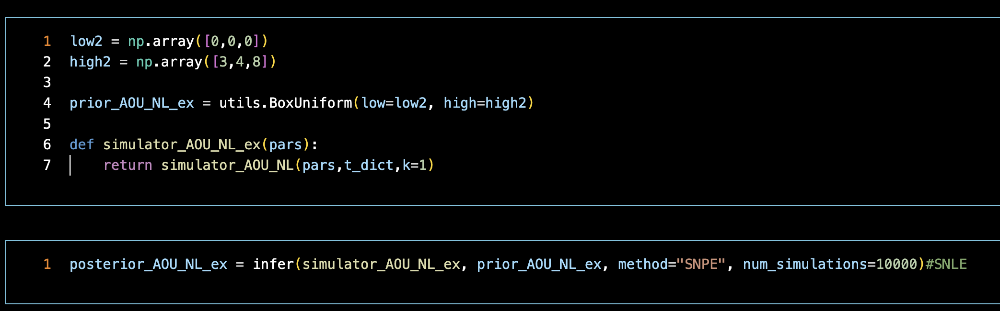 1 low2 = np.array([0,0,0])
2 high2 = np.array([3,4,8])
3
4 prior_AOU_NL_ex = utils.BoxUniform(low=low2, high=high2)
5
6 def simulator_AOU_NL_ex(pars):
7     return simulator_AOU_NL(pars,t_dict,k=1)
1 posterior_AOU_NL_ex = infer(simulator_AOU_NL_ex, prior_AOU_NL_ex, method="SNPE", num_simulations=10000)#SNLE